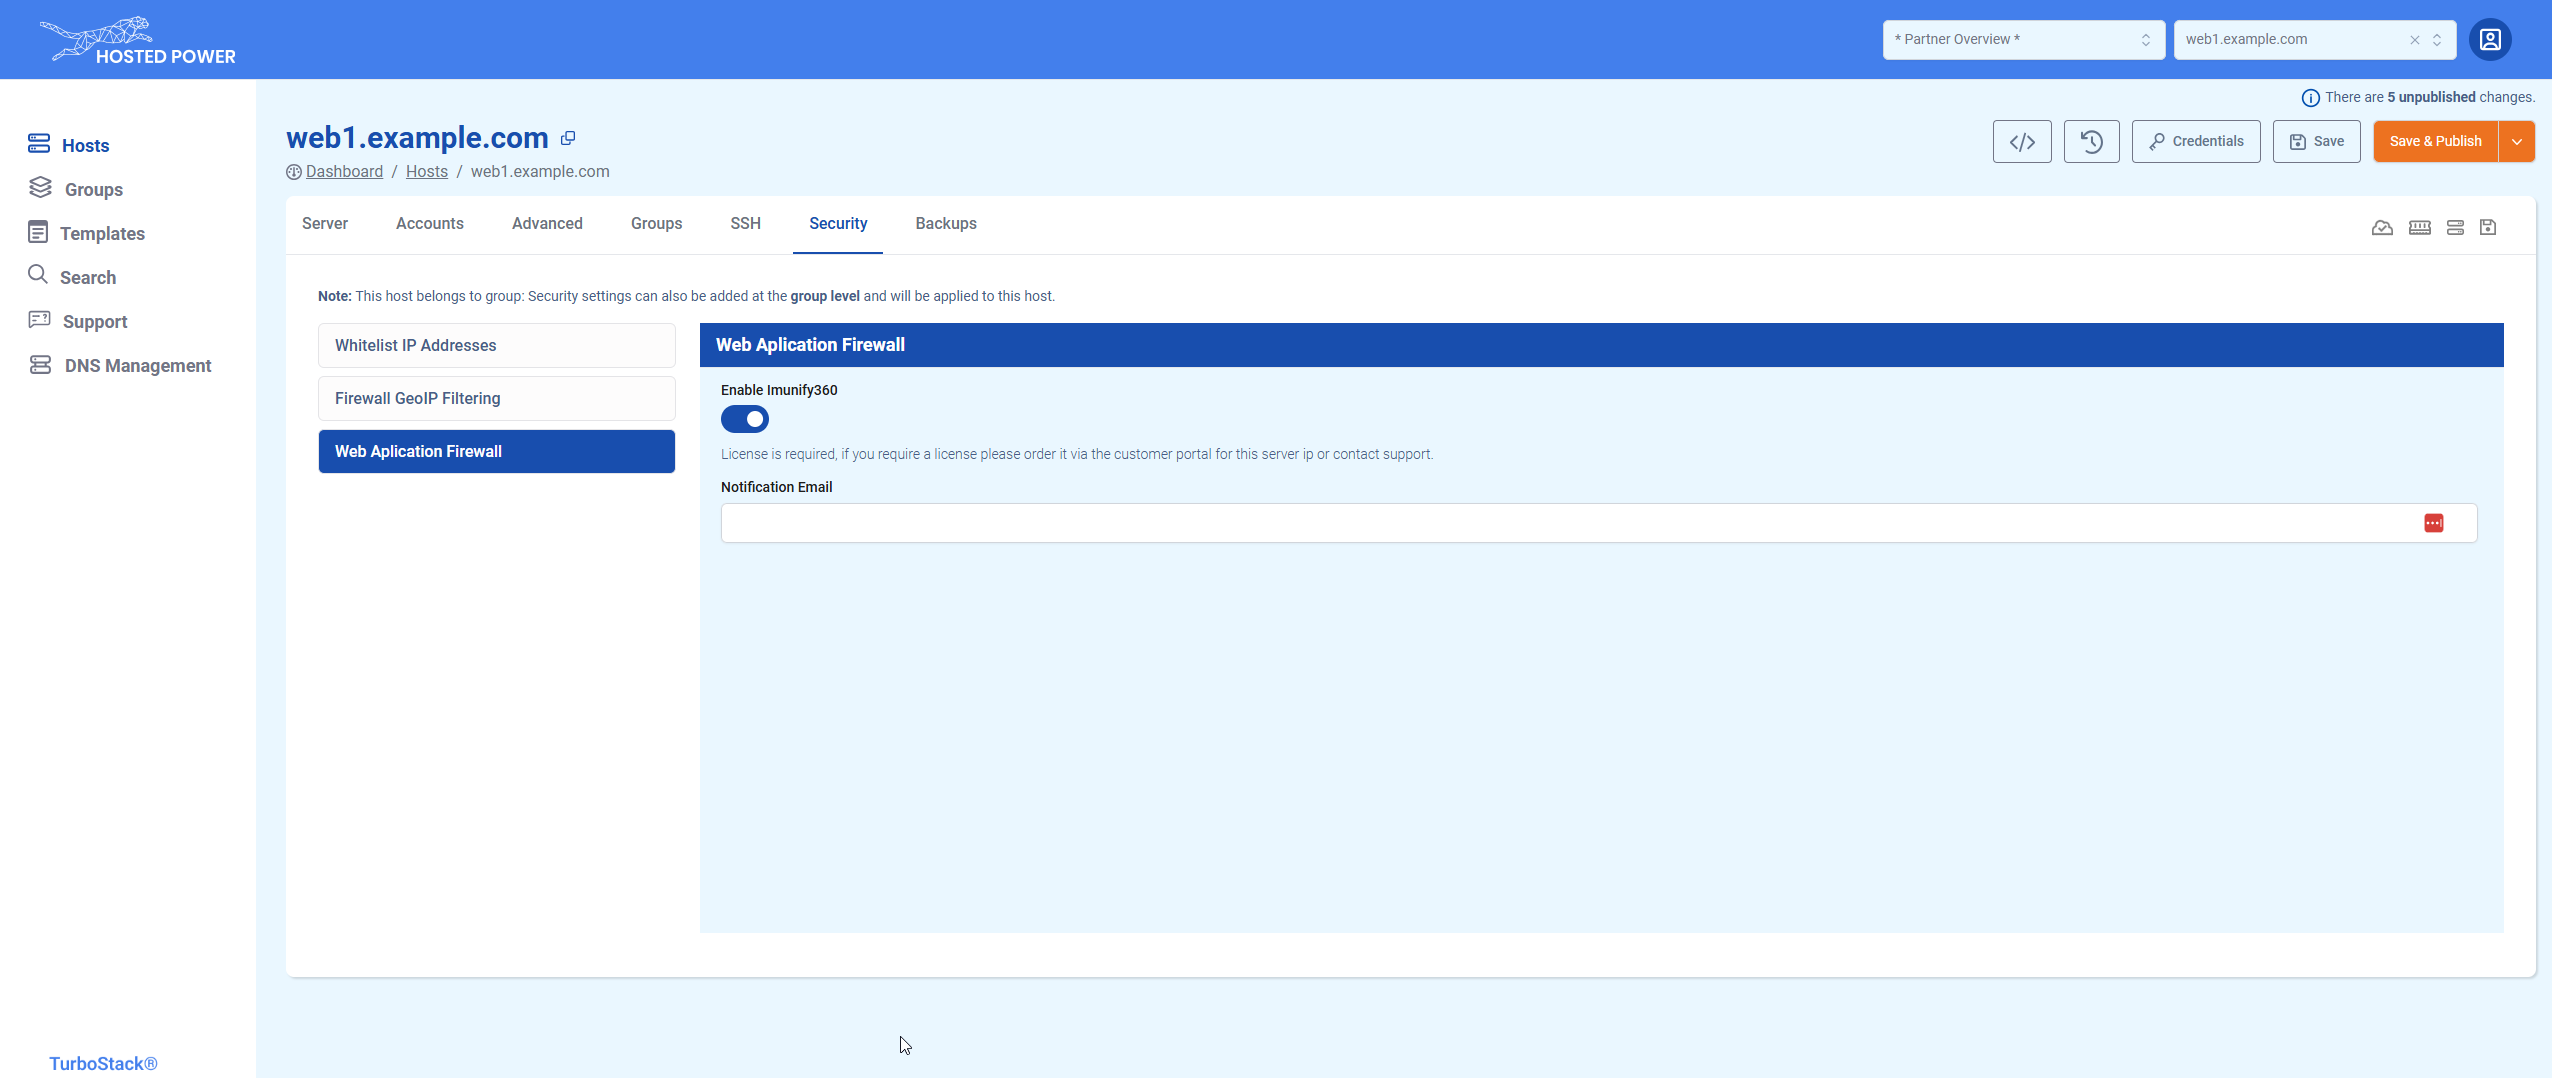 HOSTED POWER
* Partner Overview *
web1.example.com
There are 5 unpublished changes.
Hosts
Groups
Templates
Search
Support
DNS Management
TurboStack®
web1.example.com
Dashboard / Hosts / web1.example.com
</> Credentials Save Save & Publish
Server Accounts Advanced Groups SSH Security Backups
Note: This host belongs to group: Security settings can also be added at the group level and will be applied to this host.
Whitelist IP Addresses
Firewall GeoIP Filtering
Web Aplication Firewall
Web Aplication Firewall
Enable Imunify360
License is required, if you require a license please order it via the customer portal for this server ip or contact support.
Notification Email